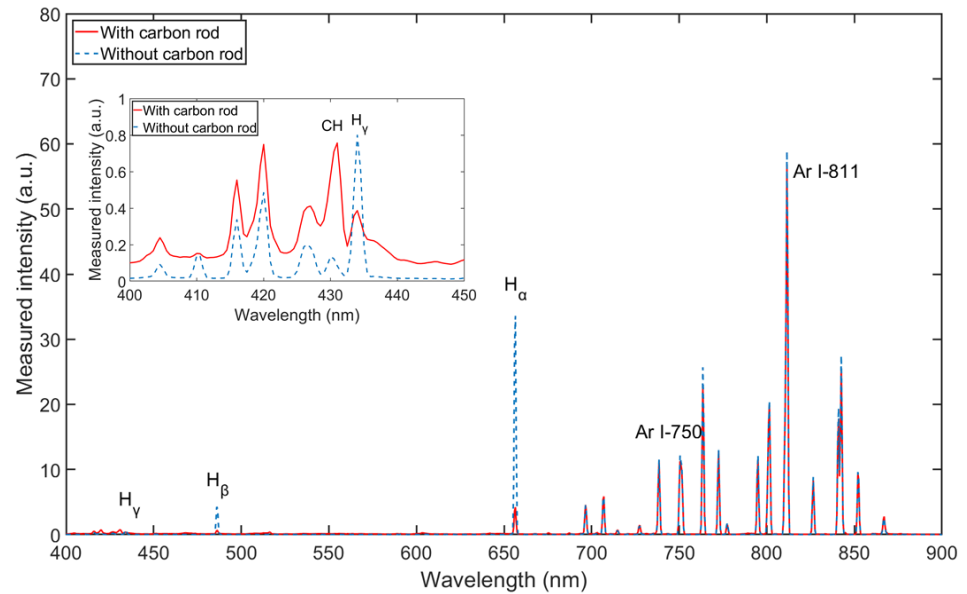 80
70
60
50
40
30
20
10
0
Measured intensity (a.u.)
With carbon rod
Without carbon rod
1
0.8
0.6
0.4
0.2
0
Measured intensity (a.u.)
With carbon rod
Without carbon rod
CH
Hγ
400 410 420 430 440 450
Wavelength (nm)
Ar I-811
Hα
Ar I-750
Hβ
Hγ
400 450 500 550 600 650 700 750 800 850 900
Wavelength (nm)